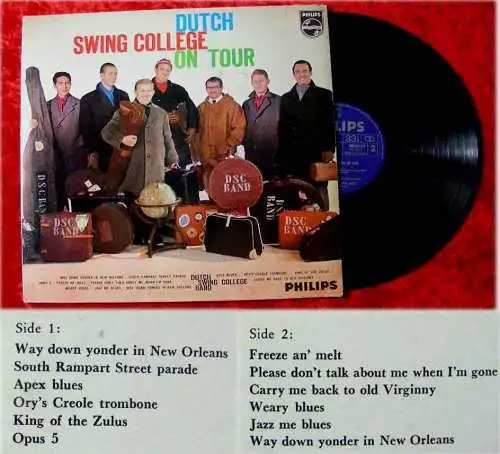 DUTCH
SWING COLLEGE
ON TOUR
PHILIPS
PHILIPS
2
DSC BAND
DSC BAND
DSC BAND
DUTCH
SWING COLLEGE
BAND
PHILIPS
Side 1:
Way down yonder in New Orleans
South Rampart Street parade
Apex blues
Ory's Creole trombone
King of the Zulus
Opus 5
Side 2:
Freeze an' melt
Please don't talk about me when I'm gone
Carry me back to old Virginny
Weary blues
Jazz me blues
Way down yonder in New Orleans